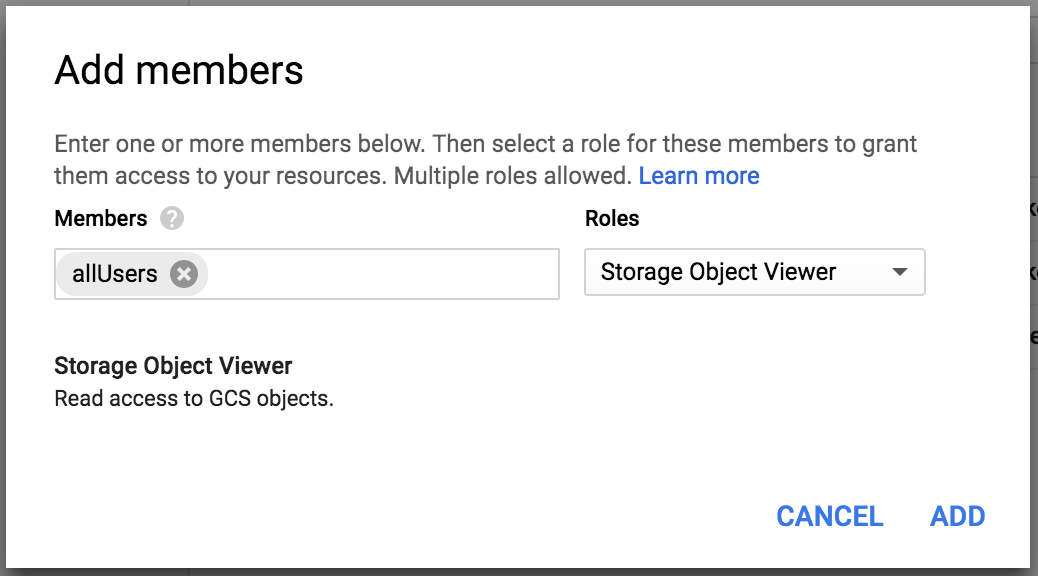 Add members
Enter one or more members below. Then select a role for these members to grant
them access to your resources. Multiple roles allowed. Learn more
Members ?
Roles
allUsers
Storage Object Viewer
Storage Object Viewer
Read access to GCS objects.
CANCEL ADD